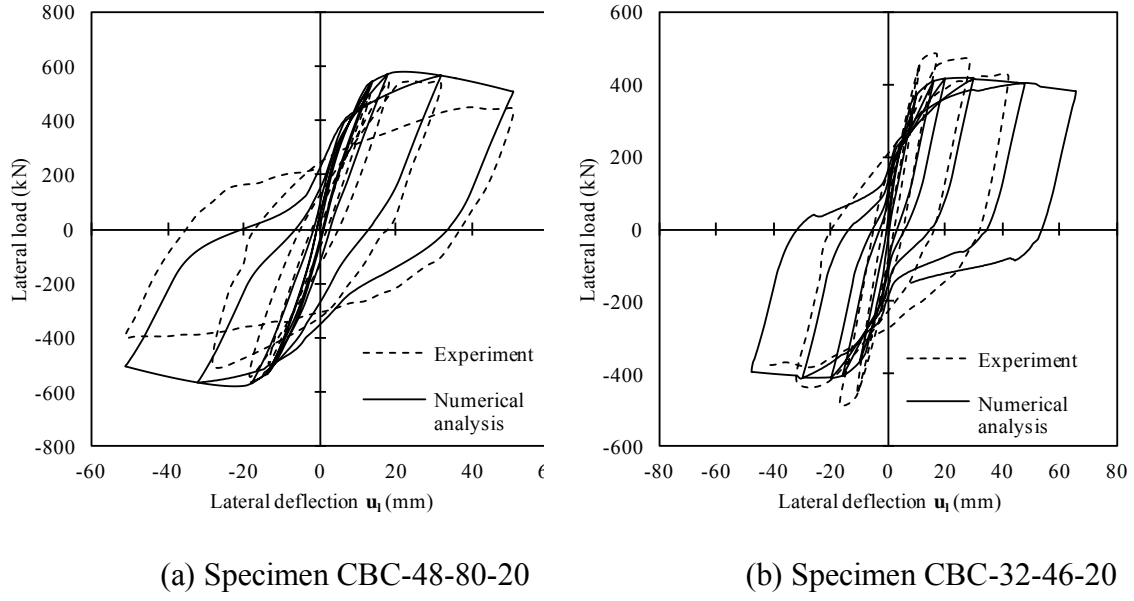 800
600
400
200
0
-200
-400
-600
-800
-60
-40
-20
0
20
40
6
Lateral load (kN)
Lateral deflection u_l (mm)
Experiment
Numerical
analysis
600
400
200
0
-200
-400
-600
-80
-60
-40
-20
0
20
40
60
80
Lateral load (kN)
Lateral deflection u_l (mm)
Experiment
Numerical
analysis
(a) Specimen CBC-48-80-20
(b) Specimen CBC-32-46-20